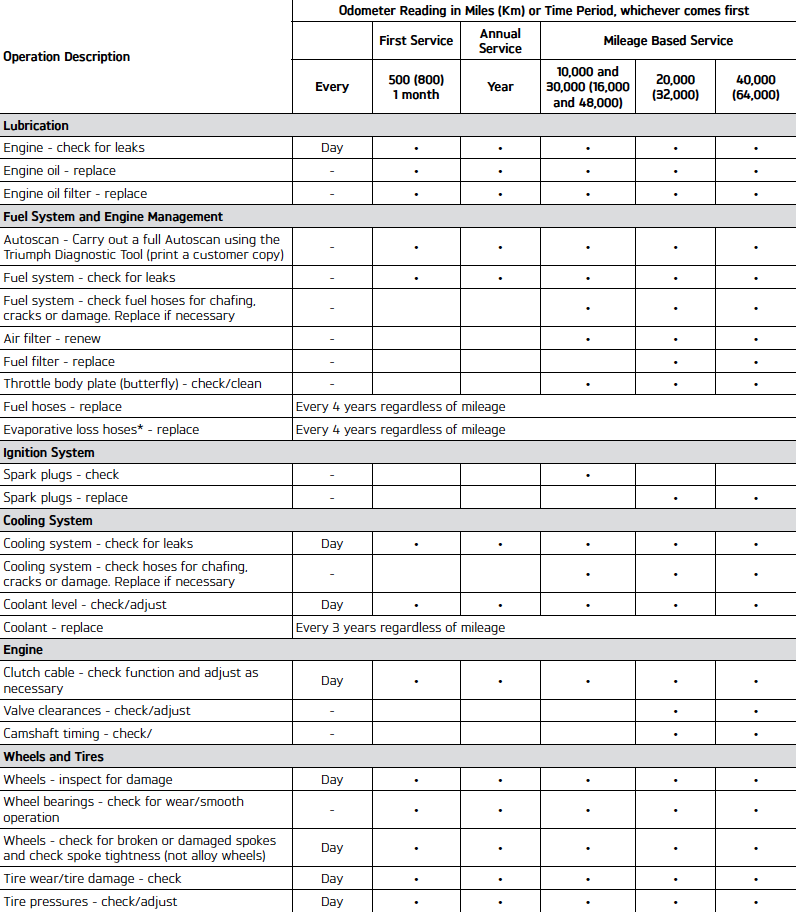 Odometer Reading in Miles (Km) or Time Period, whichever comes first
Operation Description
First Service
Annual
Service
Mileage Based Service
Every
500 (800)
1 month
Year
10,000 and
30,000 (16,000
and 48,000)
20,000
(32,000)
40,000
(64,000)
Lubrication
Engine - check for leaks Day • • • • •
Engine oil - replace - • • • • •
Engine oil filter - replace - • • • • •
Fuel System and Engine Management
Autoscan - Carry out a full Autoscan using the
Triumph Diagnostic Tool (print a customer copy) - • • • • •
Fuel system - check for leaks - • • • • •
Fuel system - check fuel hoses for chafing,
cracks or damage. Replace if necessary - • • •
Air filter - renew - • • •
Fuel filter - replace - • •
Throttle body plate (butterfly) - check/clean - • • •
Fuel hoses - replace Every 4 years regardless of mileage
Evaporative loss hoses* - replace Every 4 years regardless of mileage
Ignition System
Spark plugs - check - •
Spark plugs - replace - • •
Cooling System
Cooling system - check for leaks Day • • • • •
Cooling system - check hoses for chafing,
cracks or damage. Replace if necessary - • • •
Coolant level - check/adjust Day • • • • •
Coolant - replace Every 3 years regardless of mileage
Engine
Clutch cable - check function and adjust as
necessary Day • • • • •
Valve clearances - check/adjust - • •
Camshaft timing - check/ - • •
Wheels and Tires
Wheels - inspect for damage Day • • • • •
Wheel bearings - check for wear/smooth
operation - • • • • •
Wheels - check for broken or damaged spokes
and check spoke tightness (not alloy wheels) Day • • • • •
Tire wear/tire damage - check Day • • • • •
Tire pressures - check/adjust Day • • • • •